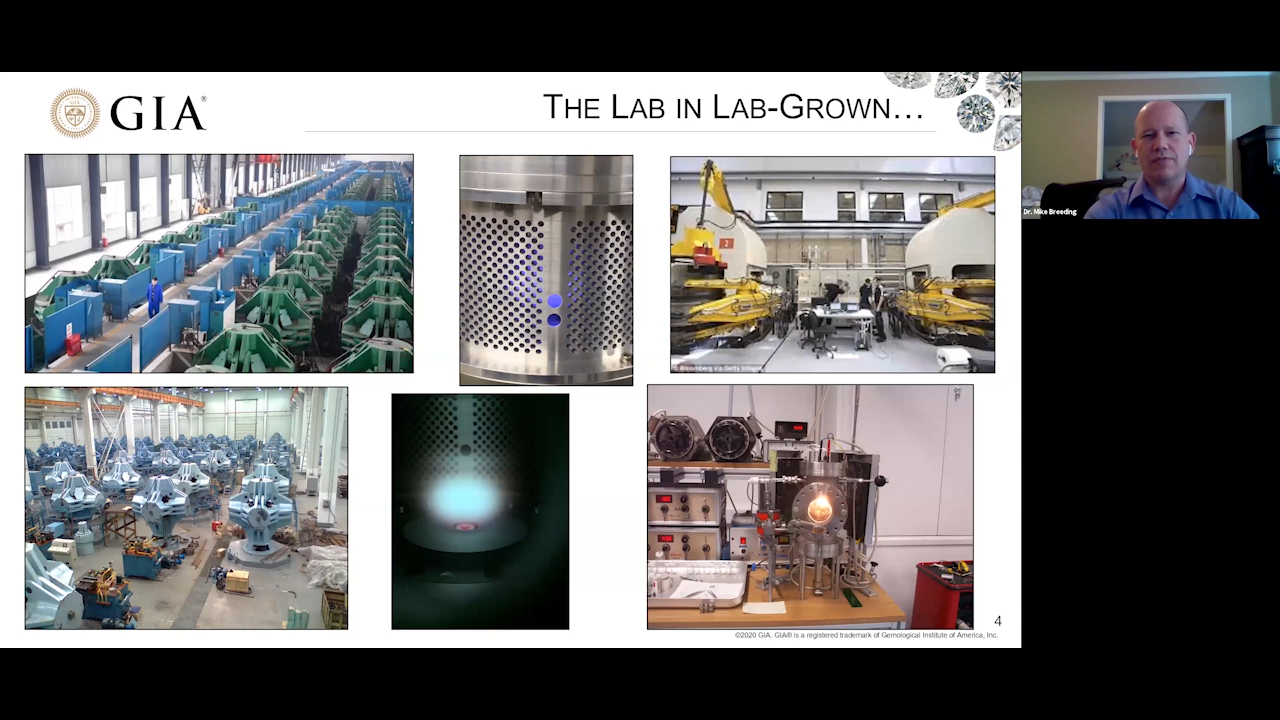 GIA®
THE LAB IN LAB-GROWN...
Dr. Mike Breeding
2
© Bloomberg via Getty Images
4
©2020 GIA. GIA® is a registered trademark of Gemological Institute of America, Inc.